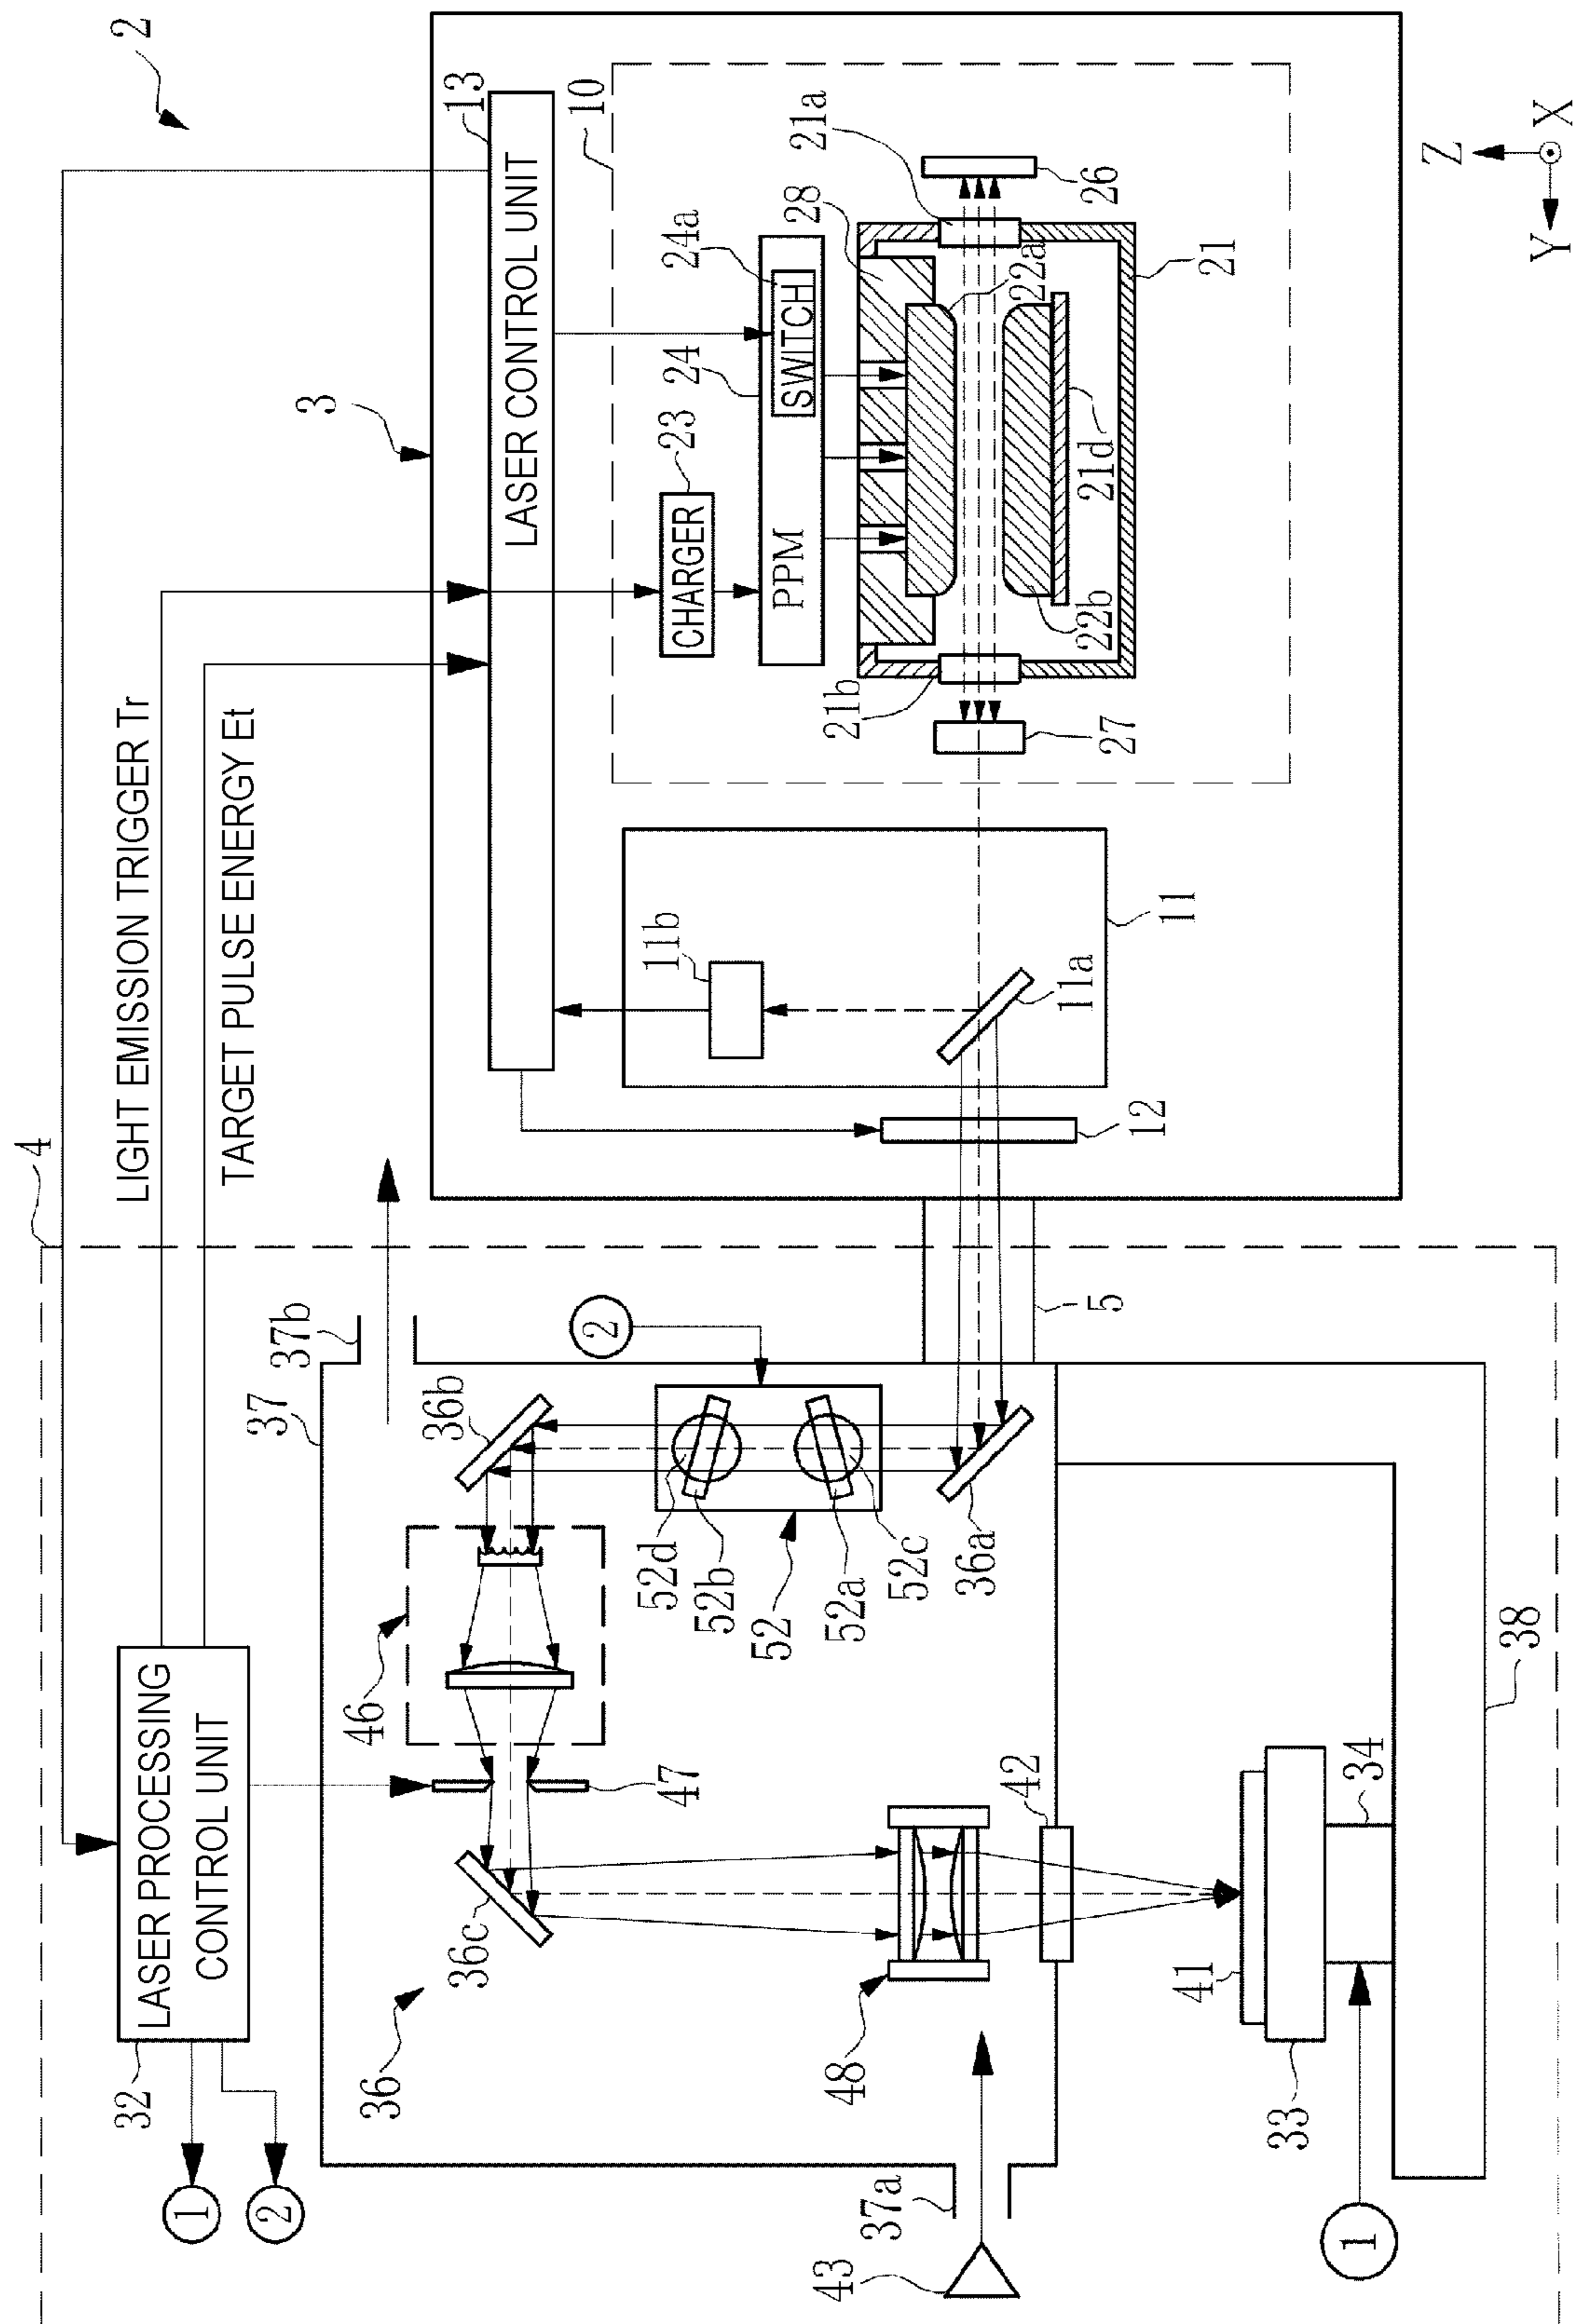 2
4
LIGHT EMISSION TRIGGER Tr
TARGET PULSE ENERGY Et
LASER PROCESSING
CONTROL UNIT
32
1
2
3
13
LASER CONTROL UNIT
10
CHARGER
23
24
24a
SWITCH
PPM
28
21a
22a
26
21b
27
22b
21d
21
11b
11a
11
12
5
37
37b
36b
2
46
52d
52b
52
52a
52c
36a
47
36c
36
48
42
37a
43
41
33
34
38
1
Z
Y
X